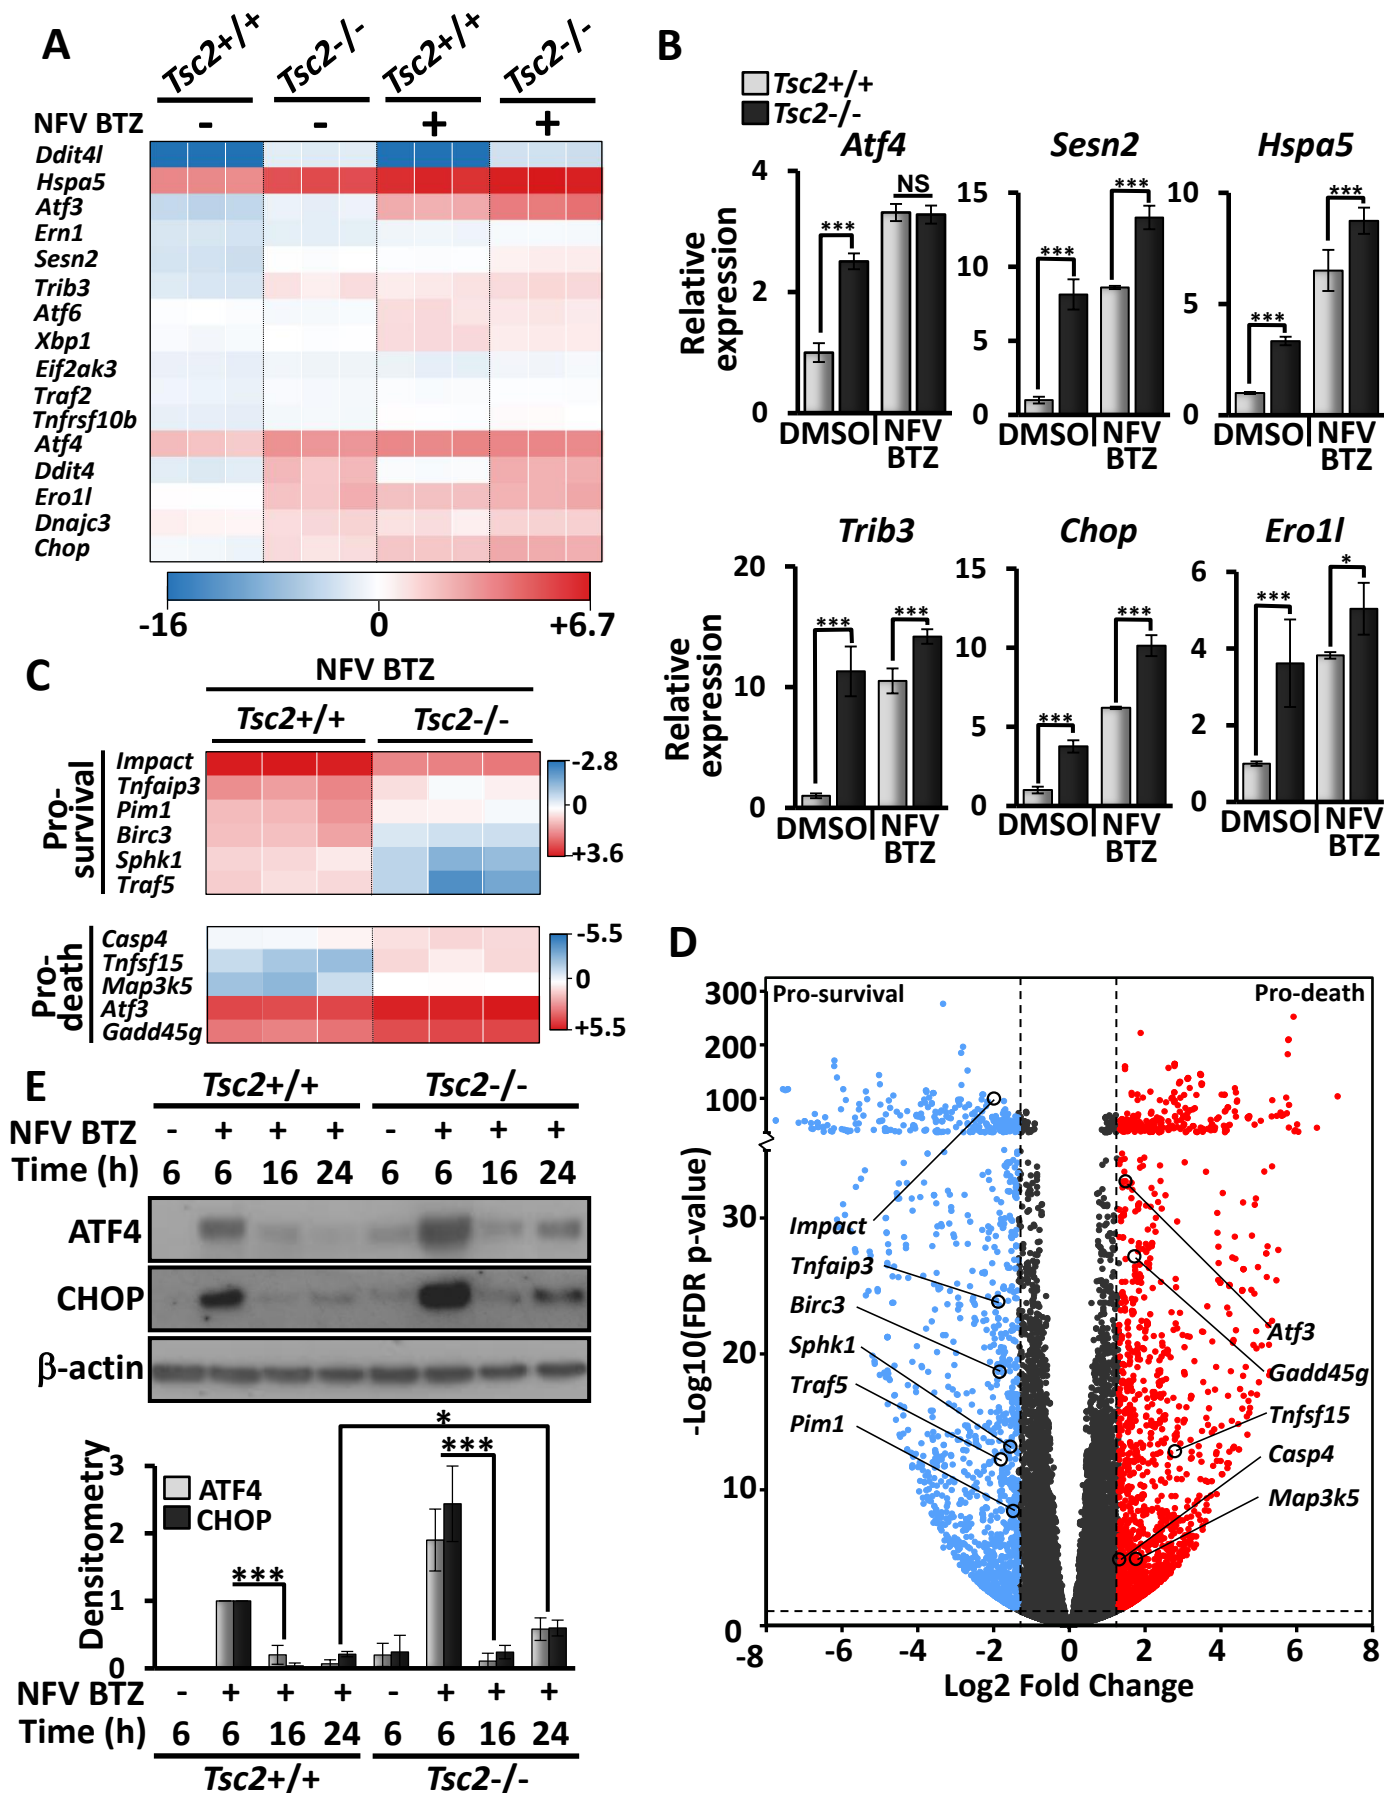 A
Tsc2+/+ Tsc2-/- Tsc2+/+ Tsc2-/-
NFV BTZ - - + +
Ddit4l
Hspa5
Atf3
Ern1
Sesn2
Trib3
Atf6
Xbp1
Eif2ak3
Traf2
Tnfrsf10b
Atf4
Ddit4
Ero1l
Dnajc3
Chop
-16 0 +6.7
B
Tsc2+/+
Tsc2-/-
Atf4 Sesn2 Hspa5
Relative expression
4
2
0
*** NS
DMSO NFV BTZ
15
10
5
0
*** ***
DMSO NFV BTZ
10
5
0
*** ***
DMSO NFV BTZ
Trib3 Chop Ero1l
Relative expression
20
10
0
*** ***
DMSO NFV BTZ
15
10
5
0
*** ***
DMSO NFV BTZ
6
4
2
0
*** *
DMSO NFV BTZ
C
NFV BTZ
Tsc2+/+ Tsc2-/-
Pro-survival
Impact
Tnfaip3
Pim1
Birc3
Sphk1
Traf5
-2.8
0
+3.6
Pro-death
Casp4
Tnfsf15
Map3k5
Atf3
Gadd45g
-5.5
0
+5.5
D
Pro-survival Pro-death
-Log10(FDR p-value)
300
200
100
30
20
10
0
Impact
Tnfaip3
Birc3
Sphk1
Traf5
Pim1
Atf3
Gadd45g
Tnfsf15
Casp4
Map3k5
-8 -6 -4 -2 0 2 4 6 8
Log2 Fold Change
E
Tsc2+/+ Tsc2-/-
NFV BTZ - + + + - + + +
Time (h) 6 6 16 24 6 6 16 24
ATF4
CHOP
β-actin
Densitometry
3
2
1
0
ATF4
CHOP
*** *** *
NFV BTZ - + + + - + + +
Time (h) 6 6 16 24 6 6 16 24
Tsc2+/+ Tsc2-/-